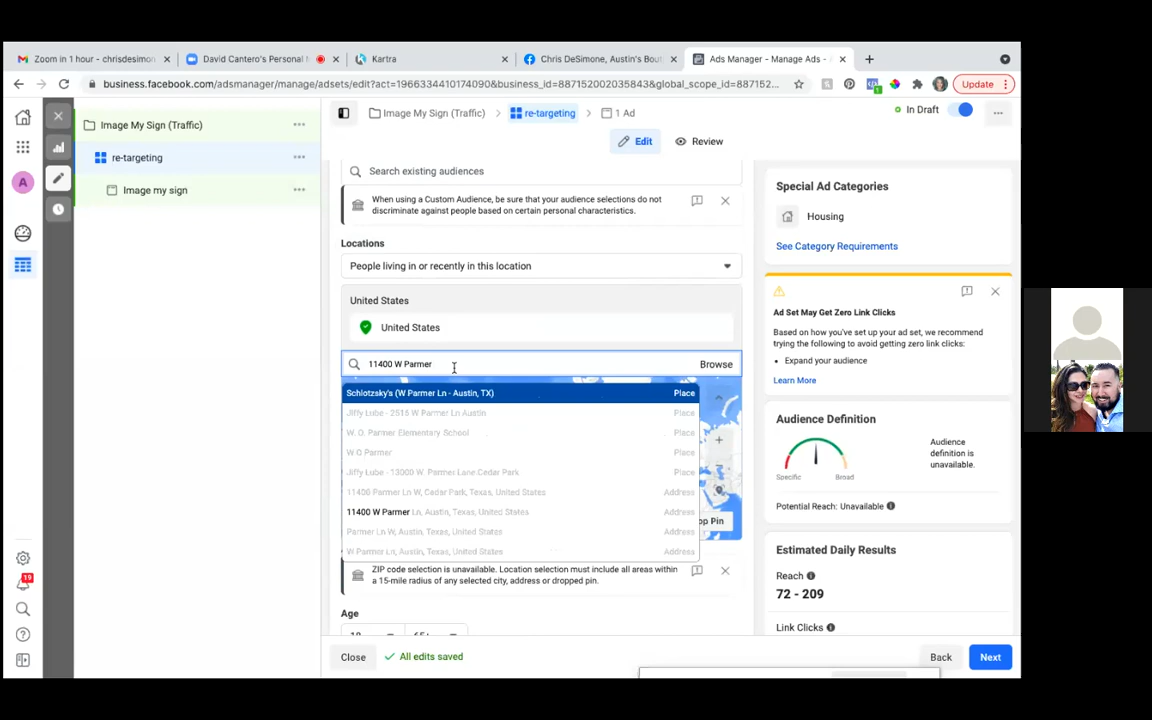 Zoom in 1 hour - chrisdesimon
David Cantero's Personal
Kartra
Chris DeSimone, Austin's Bout
Ads Manager - Manage Ads -
business.facebook.com/adsmanager/manage/adsets/edit?act=1966334410174090&business_id=887152002035843&global_scope_id=887152...
Update
Image My Sign (Traffic)
re-targeting
Image my sign
Image My Sign (Traffic)
re-targeting
1 Ad
In Draft
Edit
Review
A
19
Search existing audiences
When using a Custom Audience, be sure that your audience selections do not
discriminate against people based on certain personal characteristics.
Locations
People living in or recently in this location
United States
United States
11400 W Parmer
Browse
Schlotzsky's (W Parmer Ln - Austin, TX) Place
Jiffy Lube - 2515 W Parmer Ln Austin Place
W. O. Parmer Elementary School Place
W.O Parmer Place
Jiffy Lube - 13000 W. Parmer Lane Cedar Park Place
11400 Parmer Ln W, Cedar Park, Texas, United States Address
11400 W Parmer Ln, Austin, Texas, United States Address
Parmer Ln W, Austin, Texas, United States Address
W Parmer Ln, Austin, Texas, United States Address
op Pin
ZIP code selection is unavailable. Location selection must include all areas within
a 15-mile radius of any selected city, address or dropped pin.
Age
18
65+
Close
All edits saved
Back
Next
Special Ad Categories
Housing
See Category Requirements
Ad Set May Get Zero Link Clicks
Based on how you've set up your ad set, we recommend
trying the following to avoid getting zero link clicks:
• Expand your audience
Learn More
Audience Definition
Specific
Broad
Audience
definition is
unavailable.
Potential Reach: Unavailable
Estimated Daily Results
Reach
72 - 209
Link Clicks